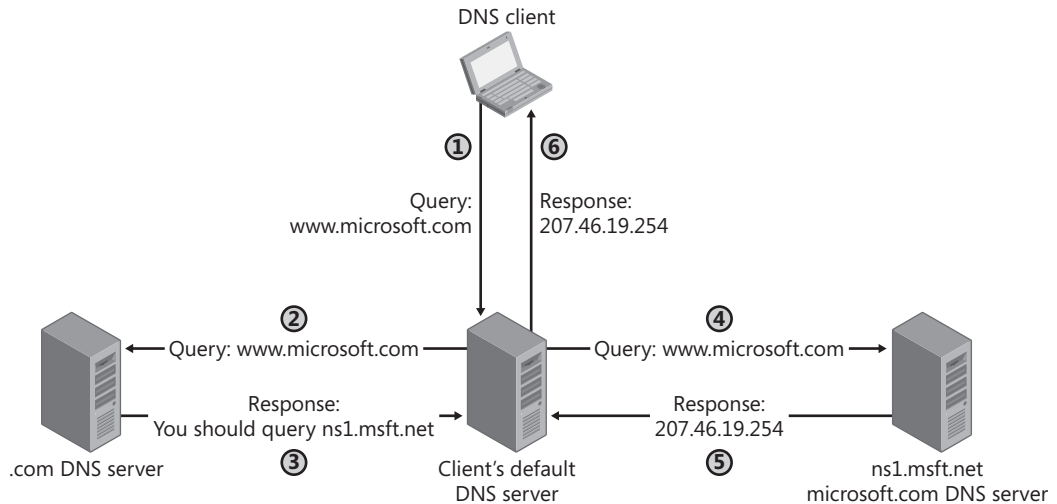 DNS client
1
6
Query:
www.microsoft.com
Response:
207.46.19.254
2
4
Query: www.microsoft.com
Query: www.microsoft.com
Response:
You should query ns1.msft.net
Response:
207.46.19.254
3
5
.com DNS server
Client's default
DNS server
ns1.msft.net
microsoft.com DNS server